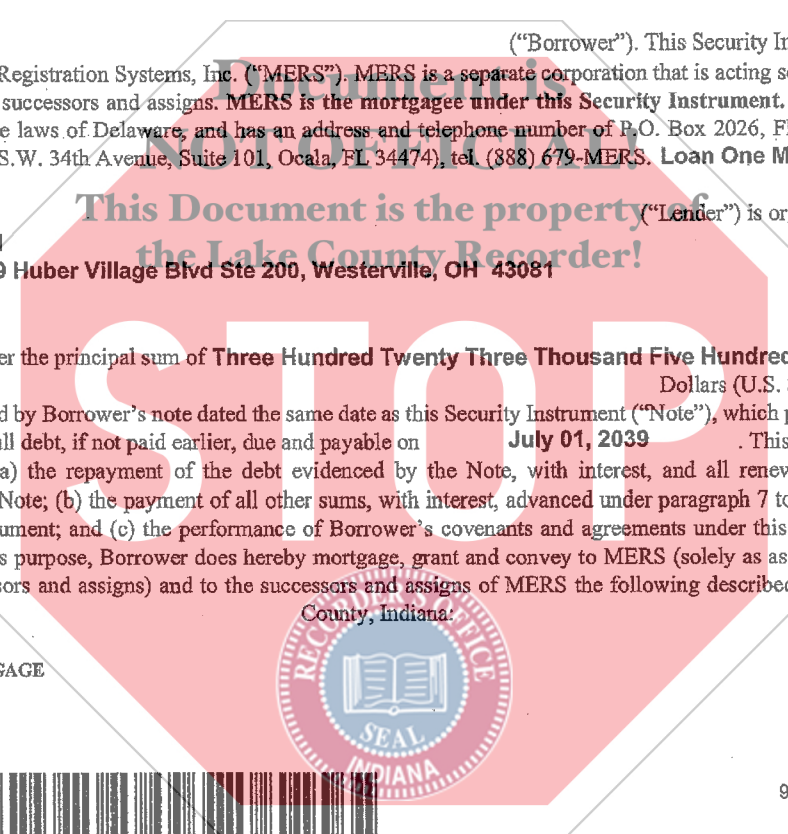 ("Borrower"). This Security In
Registration Systems, Inc. ("MERS"). MERS is a separate corporation that is acting s
Document is
successors and assigns. MERS is the mortgagee under this Security Instrument.
e laws of Delaware, and has an address and telephone number of P.O. Box 2026, Fl
NOT OFFICIAL!
S.W. 34th Avenue, Suite 101, Ocala, FL 34474), tel. (888) 679-MERS. Loan One M
This Document is the property of
("Lender") is or
the Lake County Recorder!
9 Huber Village Blvd Ste 200, Westerville, OH 43081
STOP
er the principal sum of Three Hundred Twenty Three Thousand Five Hundred
Dollars (U.S.
d by Borrower's note dated the same date as this Security Instrument ("Note"), which p
ll debt, if not paid earlier, due and payable on July 01, 2039 . This
a) the repayment of the debt evidenced by the Note, with interest, and all renew
Note; (b) the payment of all other sums, with interest, advanced under paragraph 7 to
ument; and (c) the performance of Borrower's covenants and agreements under this
s purpose, Borrower does hereby mortgage, grant and convey to MERS (solely as as
sors and assigns) and to the successors and assigns of MERS the following described
County, Indiana:
RECORDER'S OFFICE
GAGE
SEAL
INDIANA
9